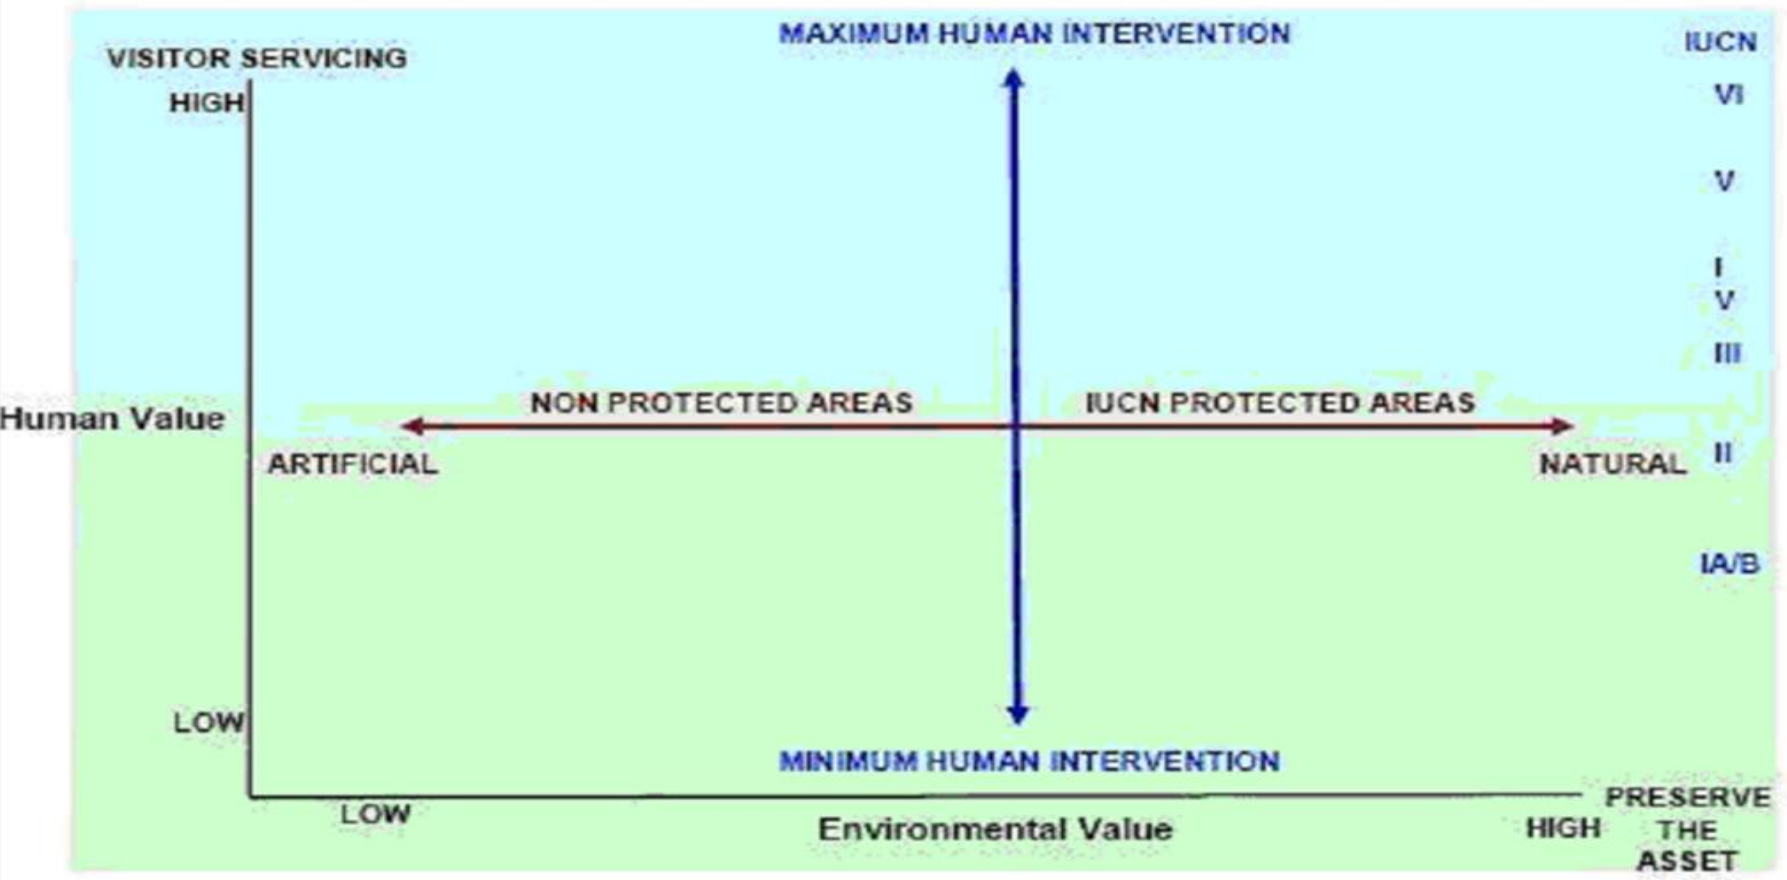 MAXIMUM HUMAN INTERVENTION
IUCN
VISITOR SERVICING
HIGH
VI
V
I
V
III
NON PROTECTED AREAS
IUCN PROTECTED AREAS
Human Value
ARTIFICIAL
NATURAL
II
IA/B
LOW
MINIMUM HUMAN INTERVENTION
LOW
Environmental Value
HIGH
PRESERVE
THE
ASSET